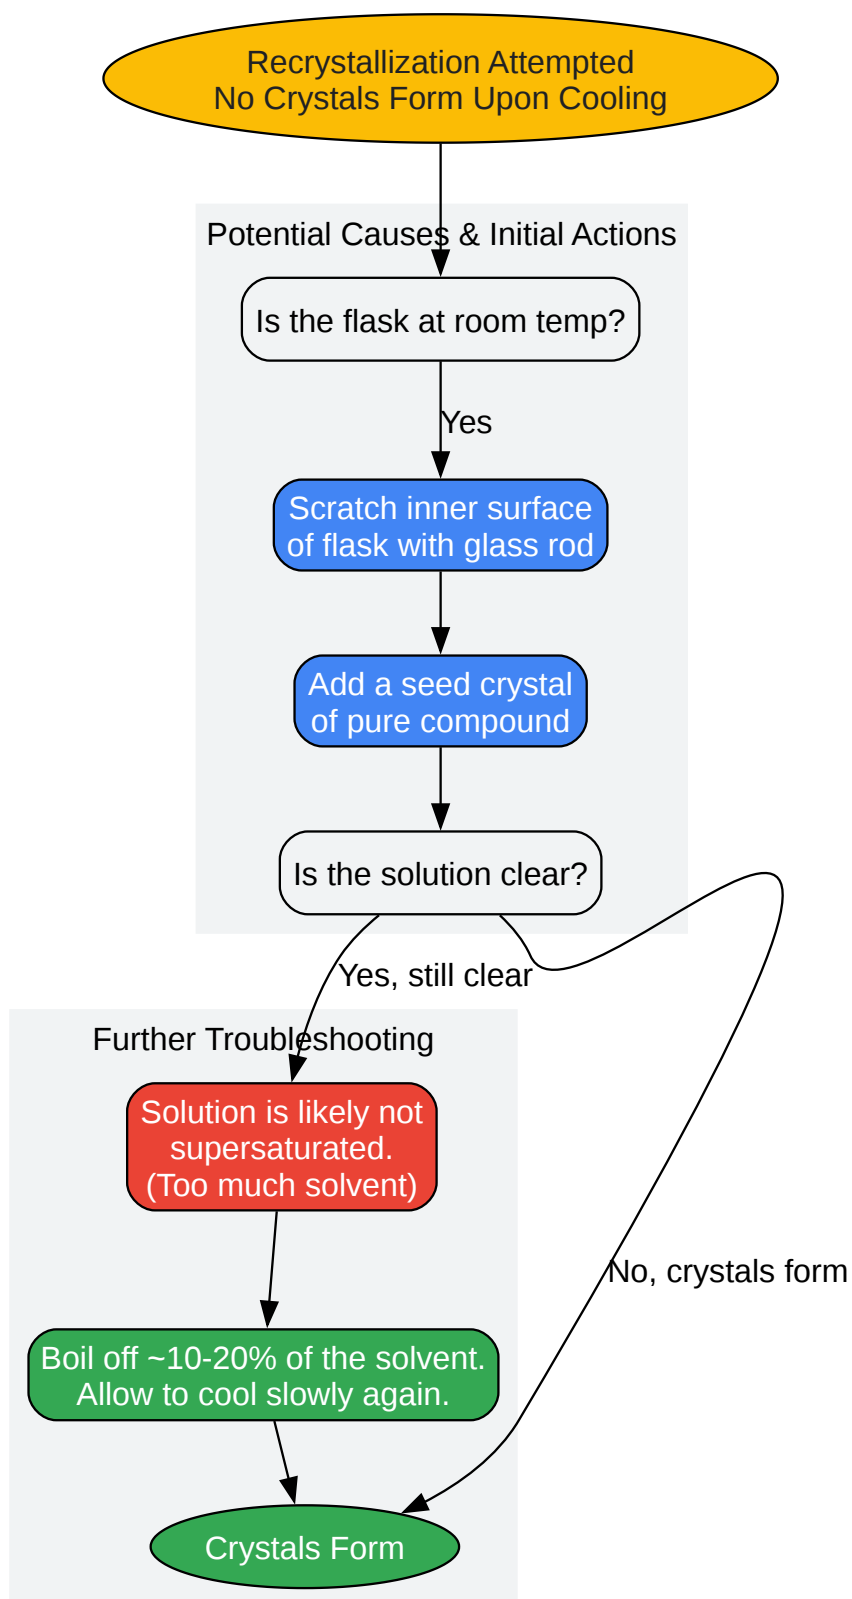 Recrystallization Attempted
No Crystals Form Upon Cooling
Potential Causes & Initial Actions
Is the flask at room temp?
Yes
Scratch inner surface
of flask with glass rod
Add a seed crystal
of pure compound
Is the solution clear?
Yes, still clear
Further Troubleshooting
Solution is likely not
supersaturated.
(Too much solvent)
No, crystals form
Boil off ~10-20% of the solvent.
Allow to cool slowly again.
Crystals Form